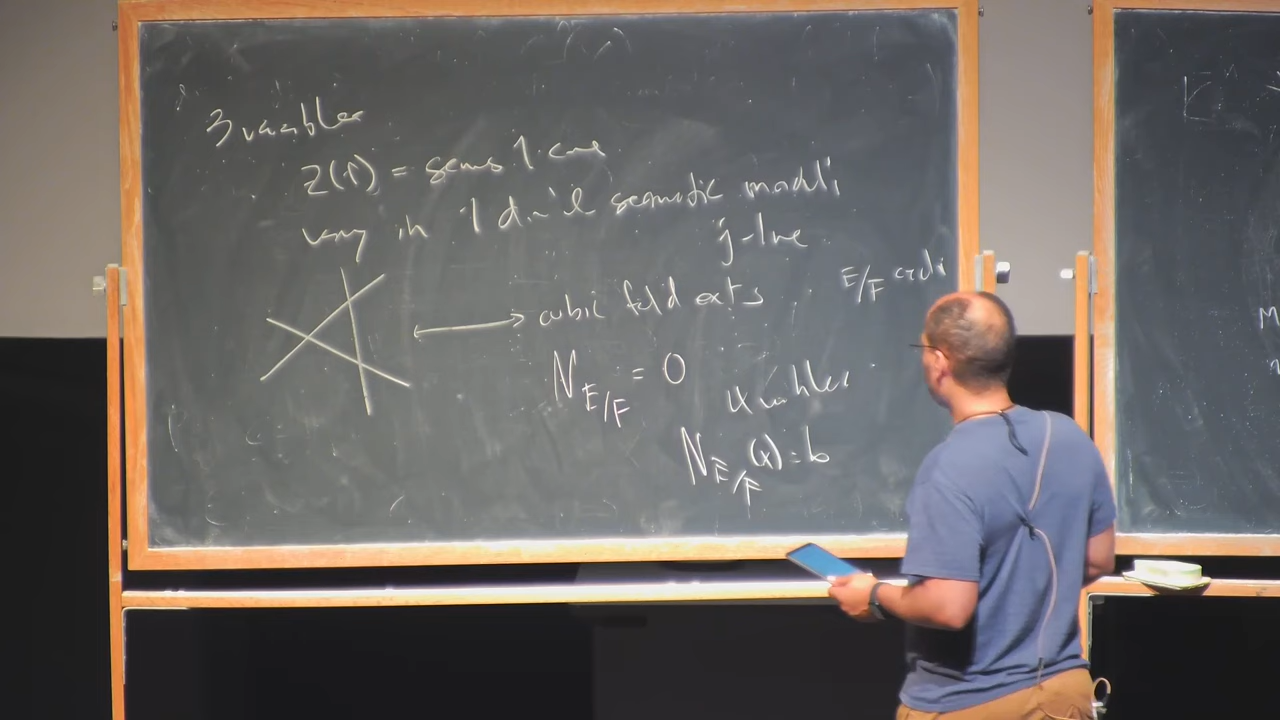 3 variables
Z(f) = genus 1 curve
vary in 1 dim'l geometric moduli
j-line
cubic field exts
E/F cyclic
N_{E/F} = 0
4 variables
N_{E/F}(x) = b